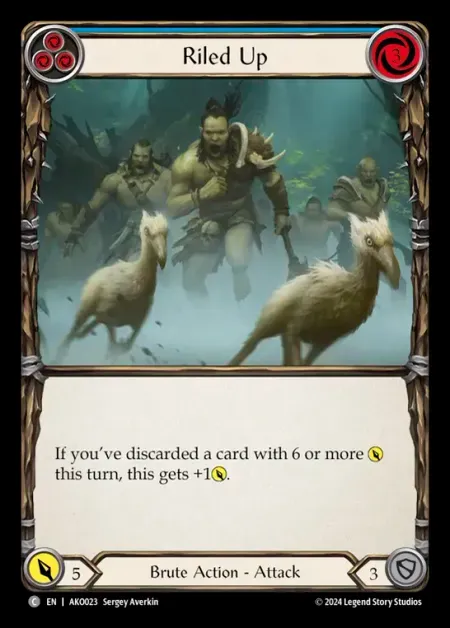 Riled Up
3
If you've discarded a card with 6 or more
this turn, this gets +1.
5
Brute Action - Attack
3
C EN | AKO023 Sergey Averkin
© 2024 Legend Story Studios